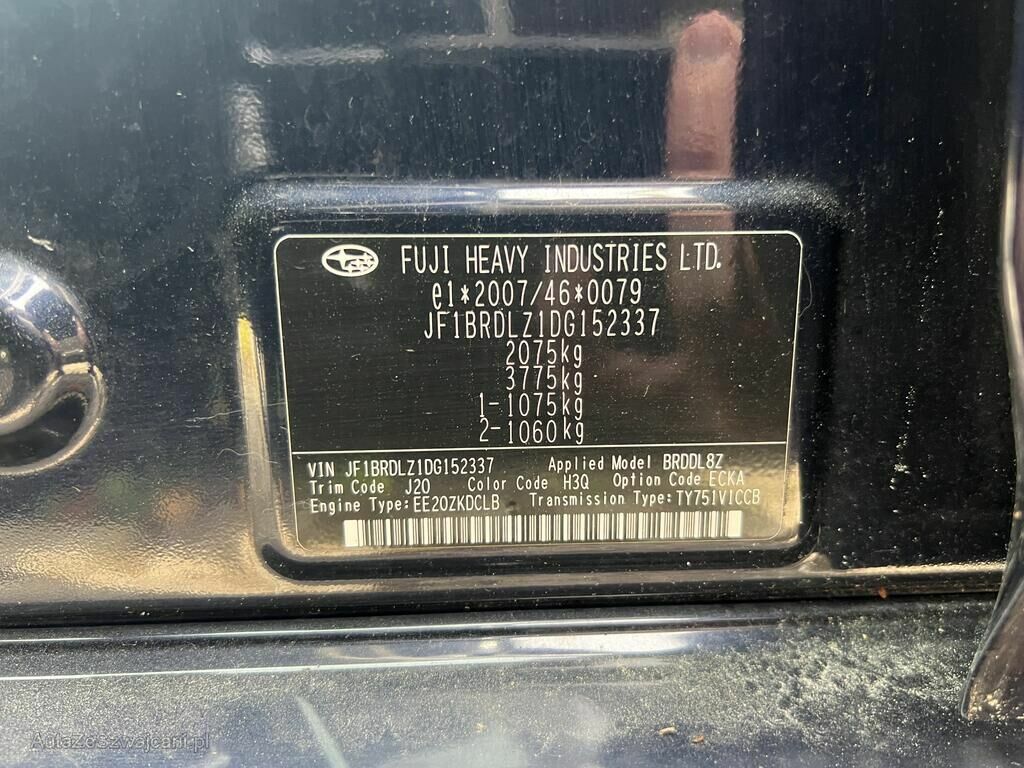 FUJI HEAVY INDUSTRIES LTD.
e1*2007/46*0079
JF1BRDLZ1DG152337
2075kg
3775kg
1-1075kg
2-1060kg
VIN JF1BRDLZ1DG152337 Applied Model BRDDL8Z
Trim Code J20 Color Code H3Q Option Code ECKA
Engine Type: EE20ZKDCLB Transmission Type: TY751V1CCB
AutazeSzwajcarii.pl